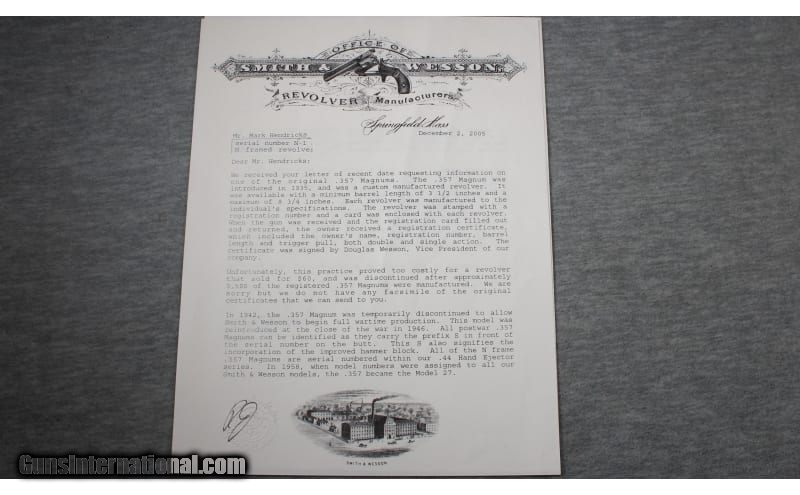 OFFICE OF
SMITH & WESSON
REVOLVER Manufacturers
Springfield, Mass
December 2, 2005
Mr. Mark Hendricks
serial number N-1
N framed revolver
Dear Mr. Hendricks:
We received your letter of recent date requesting information on
one of the original .357 Magnums. The .357 Magnum was
introduced in 1935, and was a custom manufactured revolver. It
was available with a minimum barrel length of 3 1/2 inches and a
maximum of 8 3/4 inches. Each revolver was manufactured to the
individual's specifications. The revolver was stamped with a
registration number and a card was enclosed with each revolver.
When the gun was received and the registration card filled out
and returned, the owner received a registration certificate,
which included the owner's name, registration number, barrel
length and trigger pull, both double and single action. The
certificate was signed by Douglas Wesson, Vice President of our
company.
Unfortunately, this practice proved too costly for a revolver
that sold for $60, and was discontinued after approximately
5,500 of the registered .357 Magnums were manufactured. We are
sorry but we do not have any facsimile of the original
certificates that we can send to you.
In 1942, the .357 Magnum was temporarily discontinued to allow
Smith & Wesson to begin full wartime production. This model was
reintroduced at the close of the war in 1946. All postwar .357
Magnums can be identified as they carry the prefix S in front of
the serial number on the butt. This S also signifies the
incorporation of the improved hammer block. All of the N frame
.357 Magnums are serial numbered within our .44 Hand Ejector
series. In 1958, when model numbers were assigned to all our
Smith & Wesson models, the .357 became the Model 27.
SMITH & WESSON
GunsInternational.com